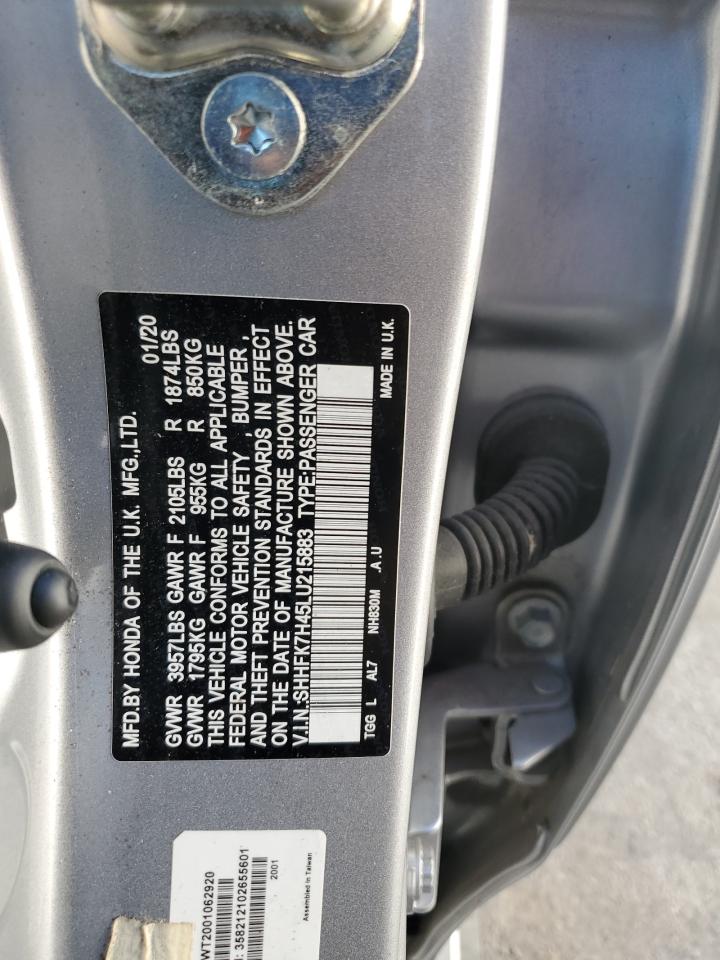 MFD.BY HONDA OF THE U.K. MFG.,LTD. 01/20
GVWR 3957LBS GAWR F 2105LBS R 1874LBS
GVWR 1795KG GAWR F 955KG R 850KG
THIS VEHICLE CONFORMS TO ALL APPLICABLE
FEDERAL MOTOR VEHICLE SAFETY , BUMPER ,
AND THEFT PREVENTION STANDARDS IN EFFECT
ON THE DATE OF MANUFACTURE SHOWN ABOVE.
V.I.N.SHHFK7H45LU215883 TYPE:PASSENGER CAR
TGG L AL7 NH830M .A.U MADE IN U.K.
WT2001062920
: 358212102655601
2001
Assembled in Taiwan